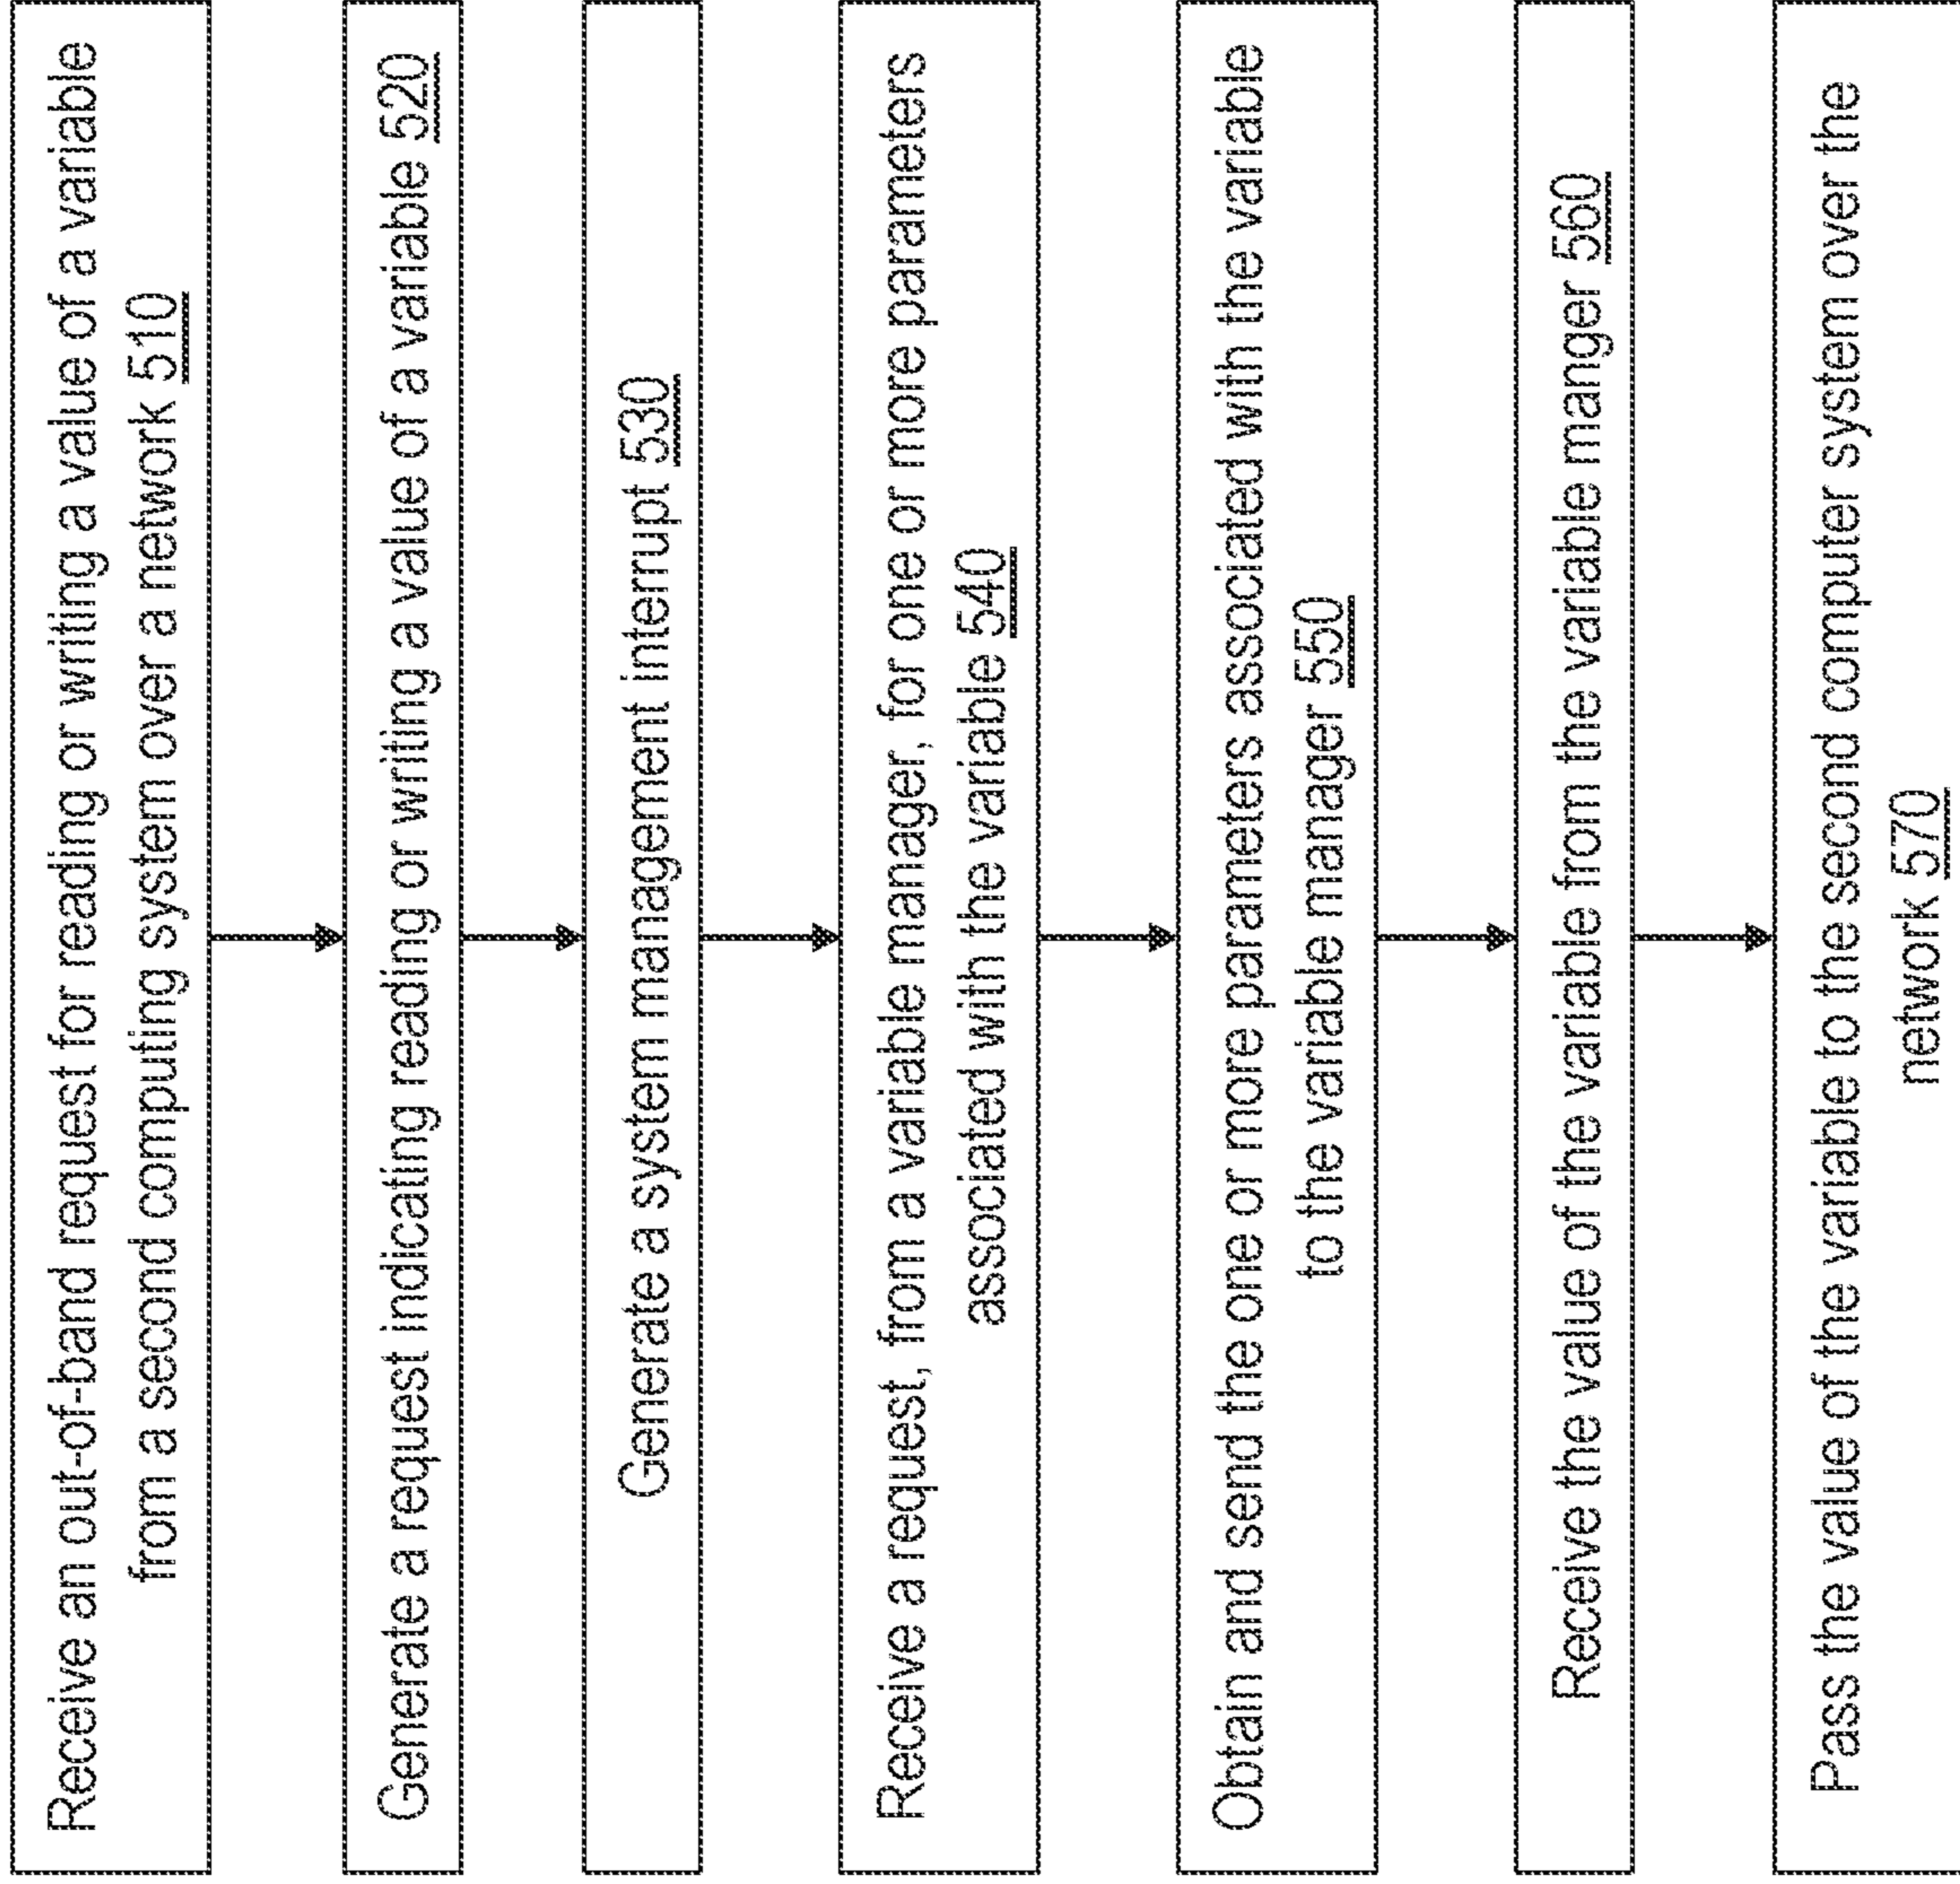 Receive an out-of-band request for reading or writing a value of a variable
from a second computing system over a network 510
Generate a request indicating reading or writing a value of a variable 520
Generate a system management interrupt 530
Receive a request, from a variable manager, for one or more parameters
associated with the variable 540
Obtain and send the one or more parameters associated with the variable
to the variable manager 550
Receive the value of the variable from the variable manger 560
Pass the value of the variable to the second computer system over the
network 570